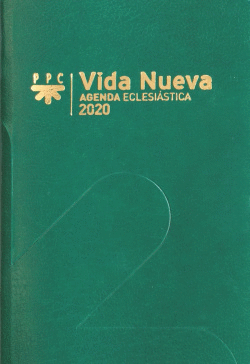 PPC
Vida Nueva
AGENDA ECLESIÁSTICA
2020